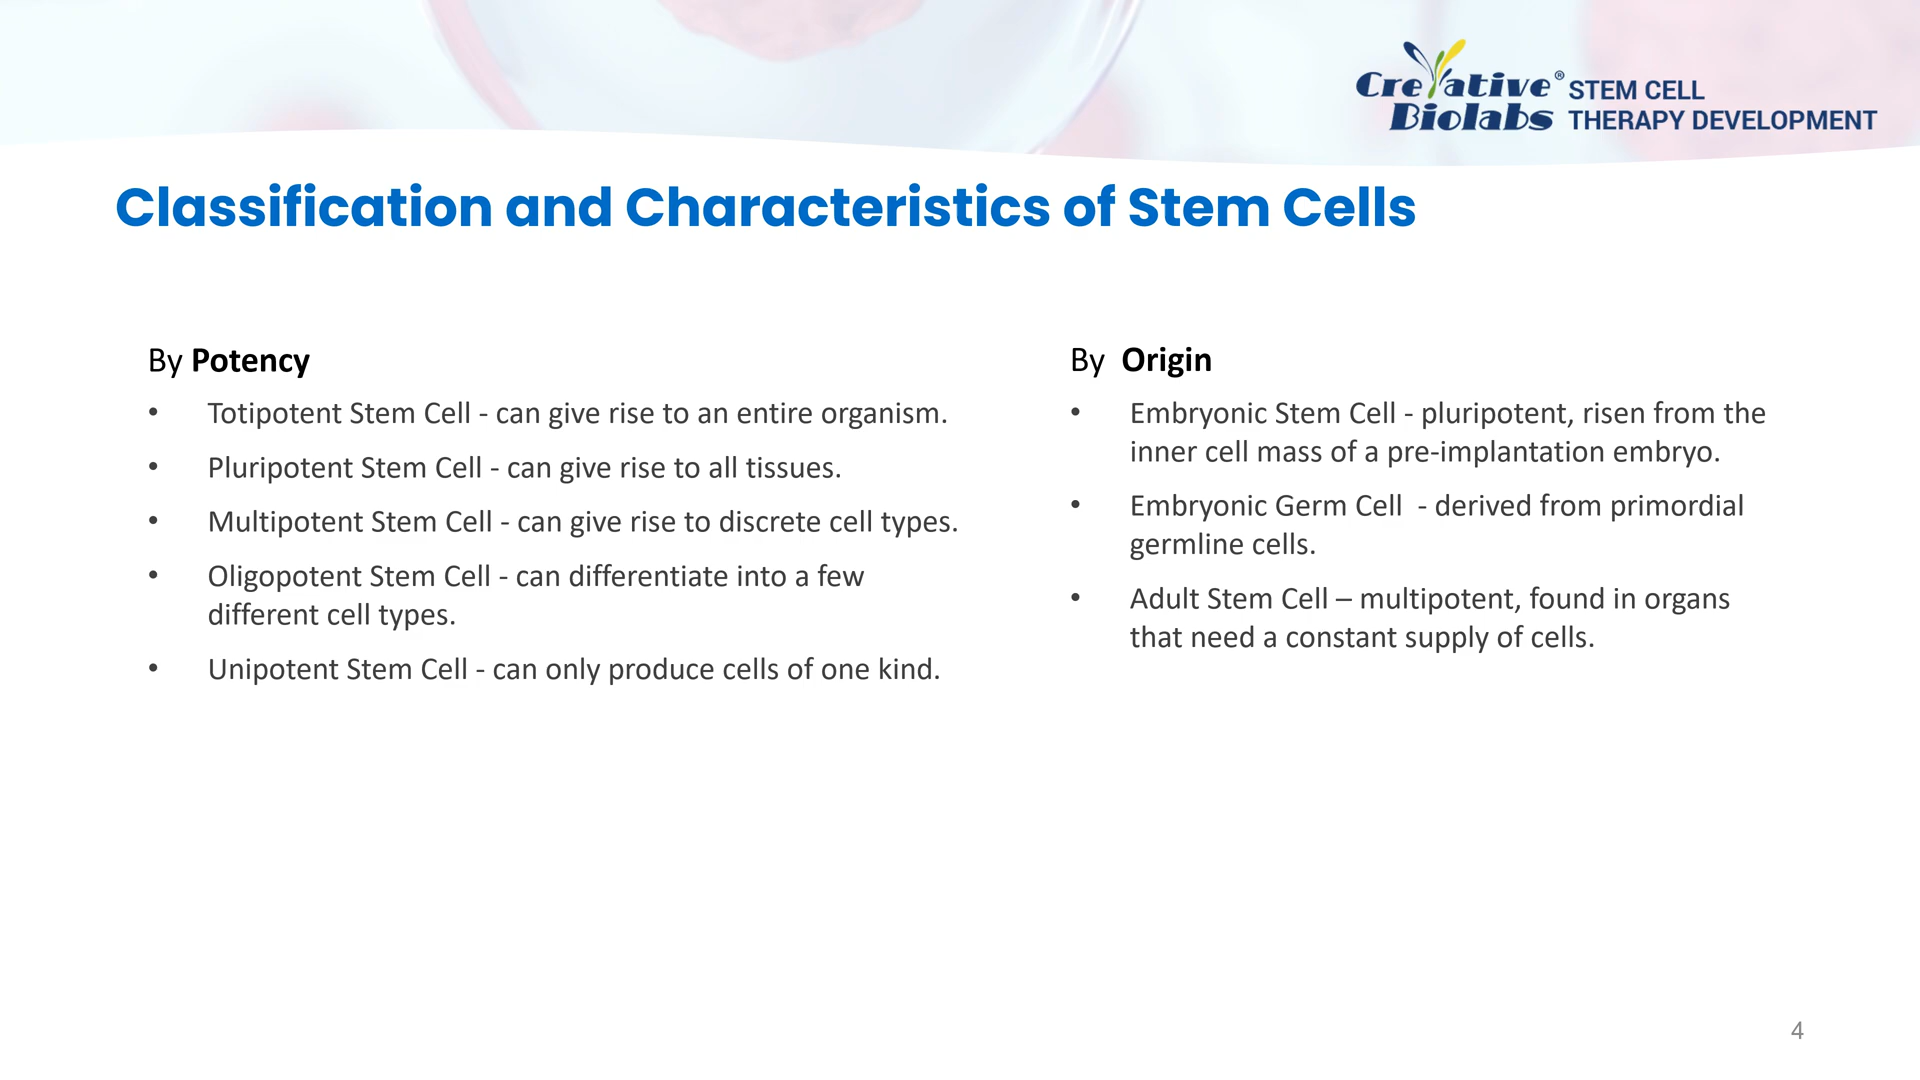 Creative® STEM CELL
Biolabs THERAPY DEVELOPMENT
Classification and Characteristics of Stem Cells
By Potency
• Totipotent Stem Cell - can give rise to an entire organism.
• Pluripotent Stem Cell - can give rise to all tissues.
• Multipotent Stem Cell - can give rise to discrete cell types.
• Oligopotent Stem Cell - can differentiate into a few
different cell types.
• Unipotent Stem Cell - can only produce cells of one kind.
By  Origin
• Embryonic Stem Cell - pluripotent, risen from the
inner cell mass of a pre-implantation embryo.
• Embryonic Germ Cell  - derived from primordial
germline cells.
• Adult Stem Cell – multipotent, found in organs
that need a constant supply of cells.
4